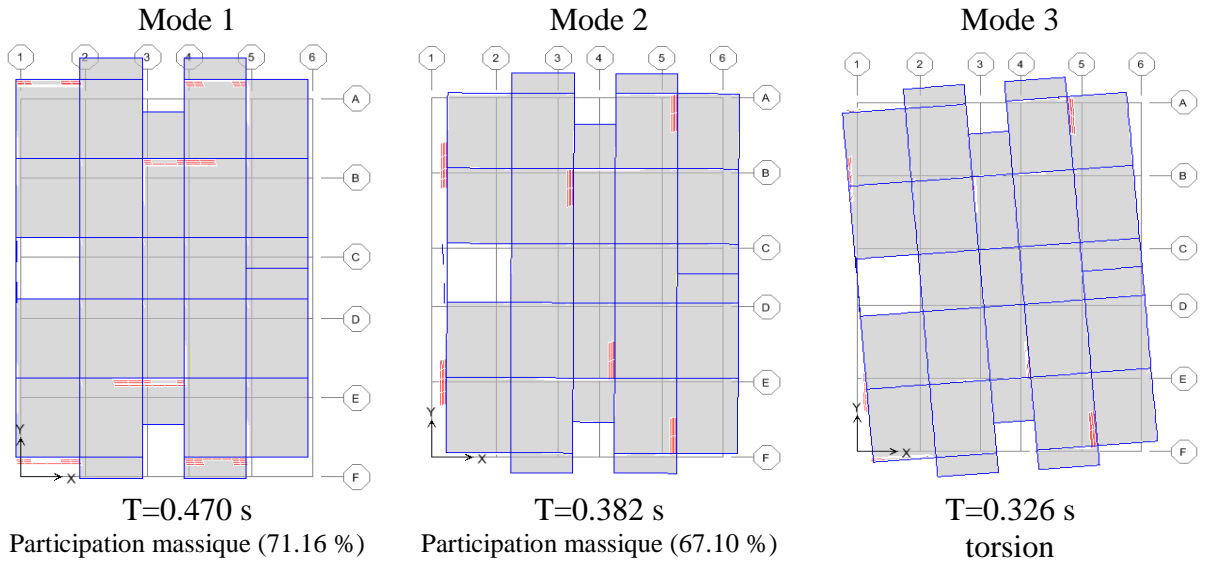 Mode 1
Mode 2
Mode 3
1 2 3 4 5 6
A
B
C
D
E
F
Y
X
1 2 3 4 5 6
A
B
C
D
E
F
Y
X
1 2 3 4 5 6
A
B
C
D
E
F
Y
X
T=0.470 s
Participation massique (71.16 %)
T=0.382 s
Participation massique (67.10 %)
T=0.326 s
torsion